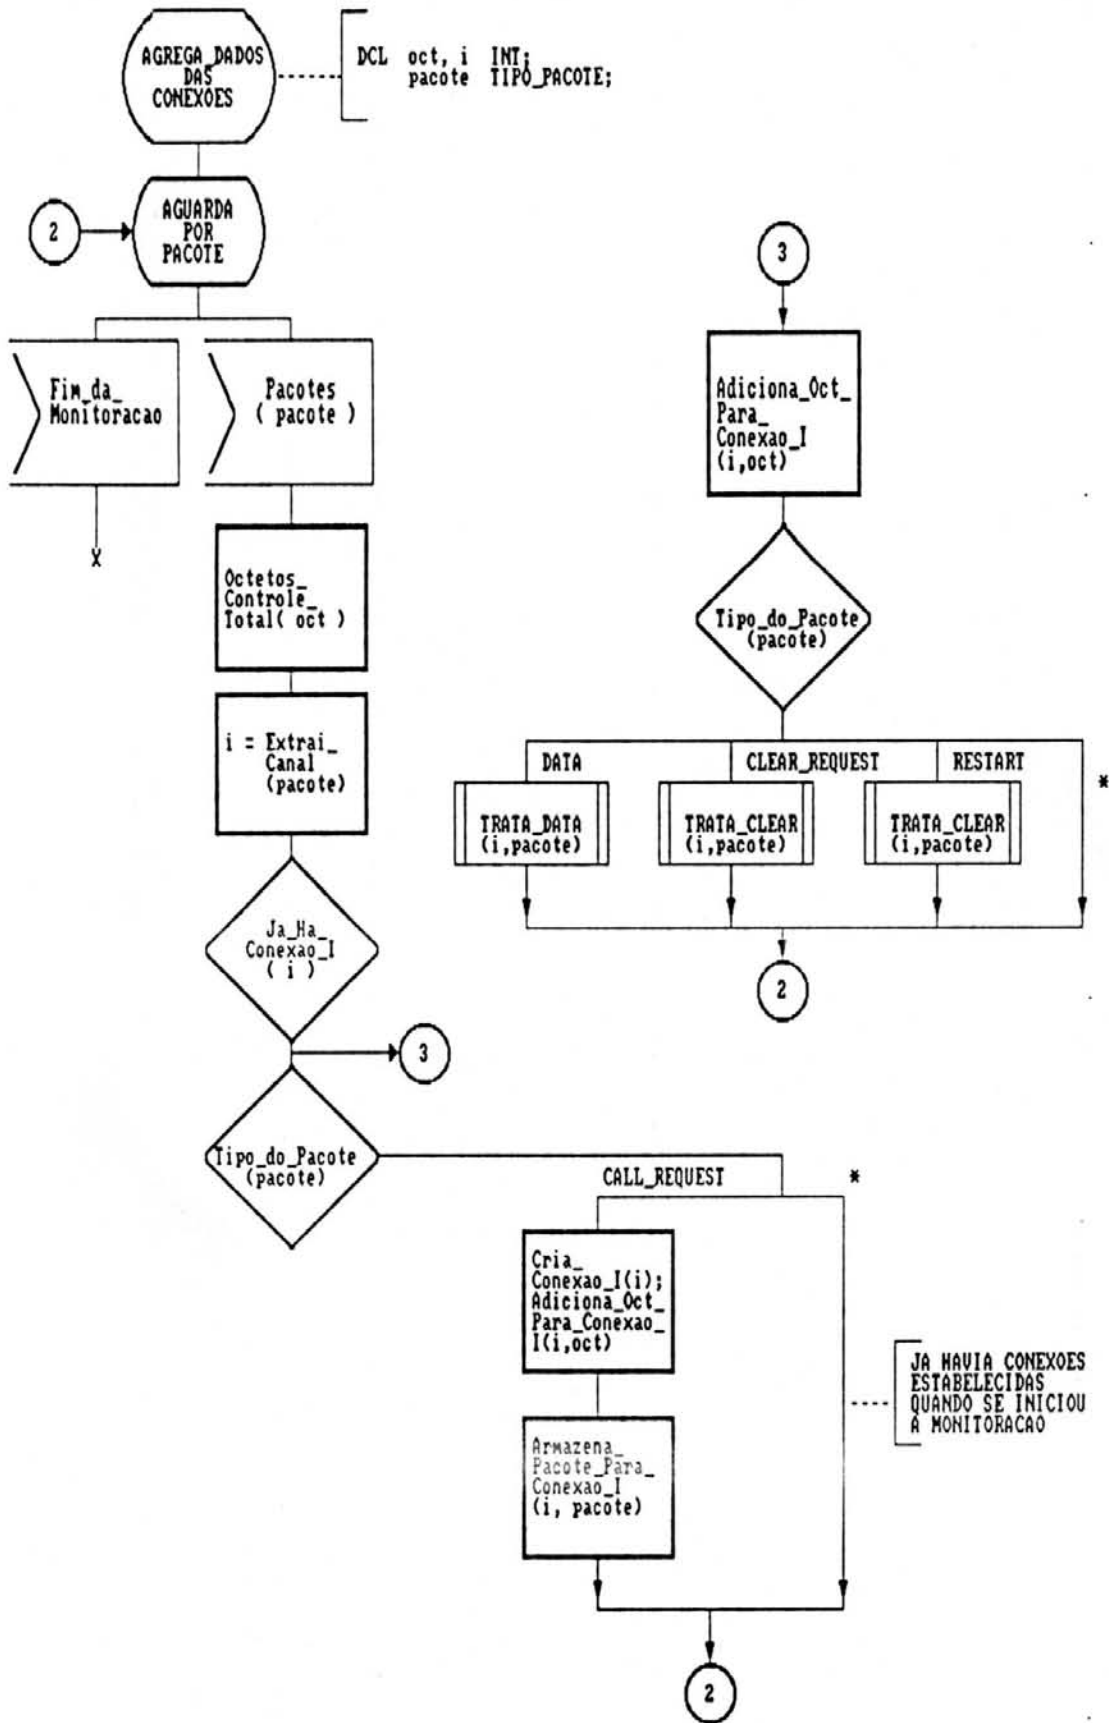 AGREGA_DADOS
DAS
CONEXOES
DCL oct, i INT;
pacote TIPO_PACOTE;
2
AGUARDA
POR
PACOTE
Fim_da_
Monitoracao
Pacotes
( pacote )
X
Octetos_
Controle_
Total( oct )
i = Extrai_
Canal
(pacote)
Ja_Ha_
Conexao_I
( i )
3
Tipo_do_Pacote
(pacote)
CALL_REQUEST
*
Cria_
Conexao_I(i);
Adiciona_Oct_
Para_Conexao_
I(i,oct)
Armazena_
Pacote_Para_
Conexao_I
(i, pacote)
JA HAVIA CONEXOES
ESTABELECIDAS
QUANDO SE INICIOU
A MONITORACAO
2
3
Adiciona_Oct_
Para_
Conexão_I
(i,oct)
Tipo_do_Pacote
(pacote)
DATA
CLEAR_REQUEST
RESTART
*
TRATA_DATA
(i,pacote)
TRATA_CLEAR
(i,pacote)
TRATA_CLEAR
(i,pacote)
2